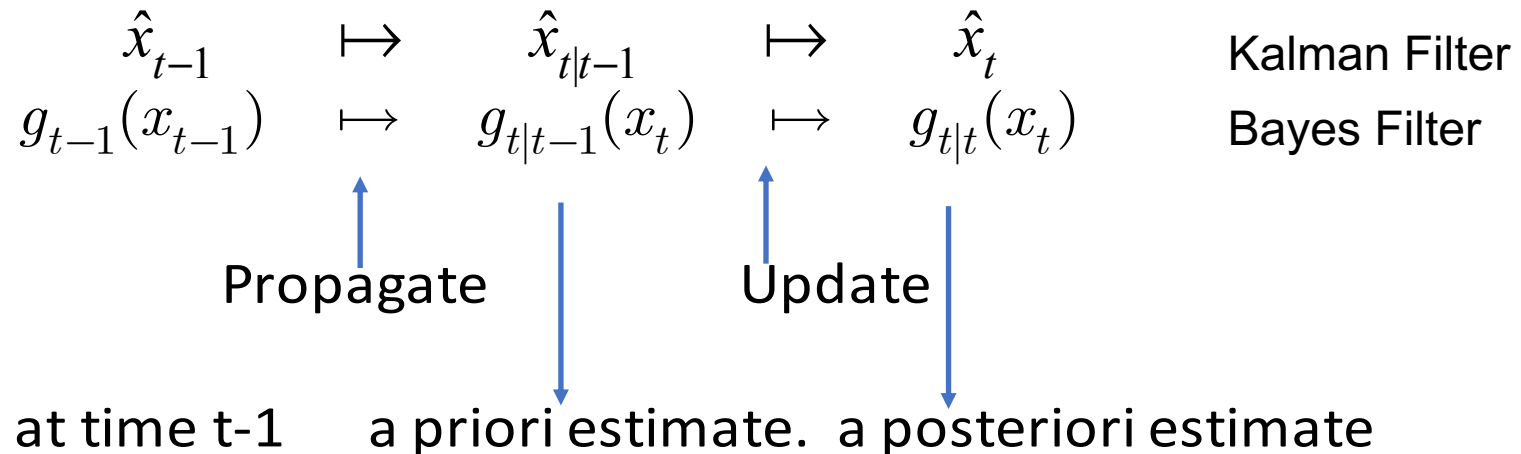 x̂_{t−1} ↦ x̂_{t|t−1} ↦ x̂_t Kalman Filter
g_{t−1}(x_{t−1}) ↦ g_{t|t−1}(x_t) ↦ g_{t|t}(x_t) Bayes Filter
Propagate Update
at time t-1 a priori estimate. a posteriori estimate